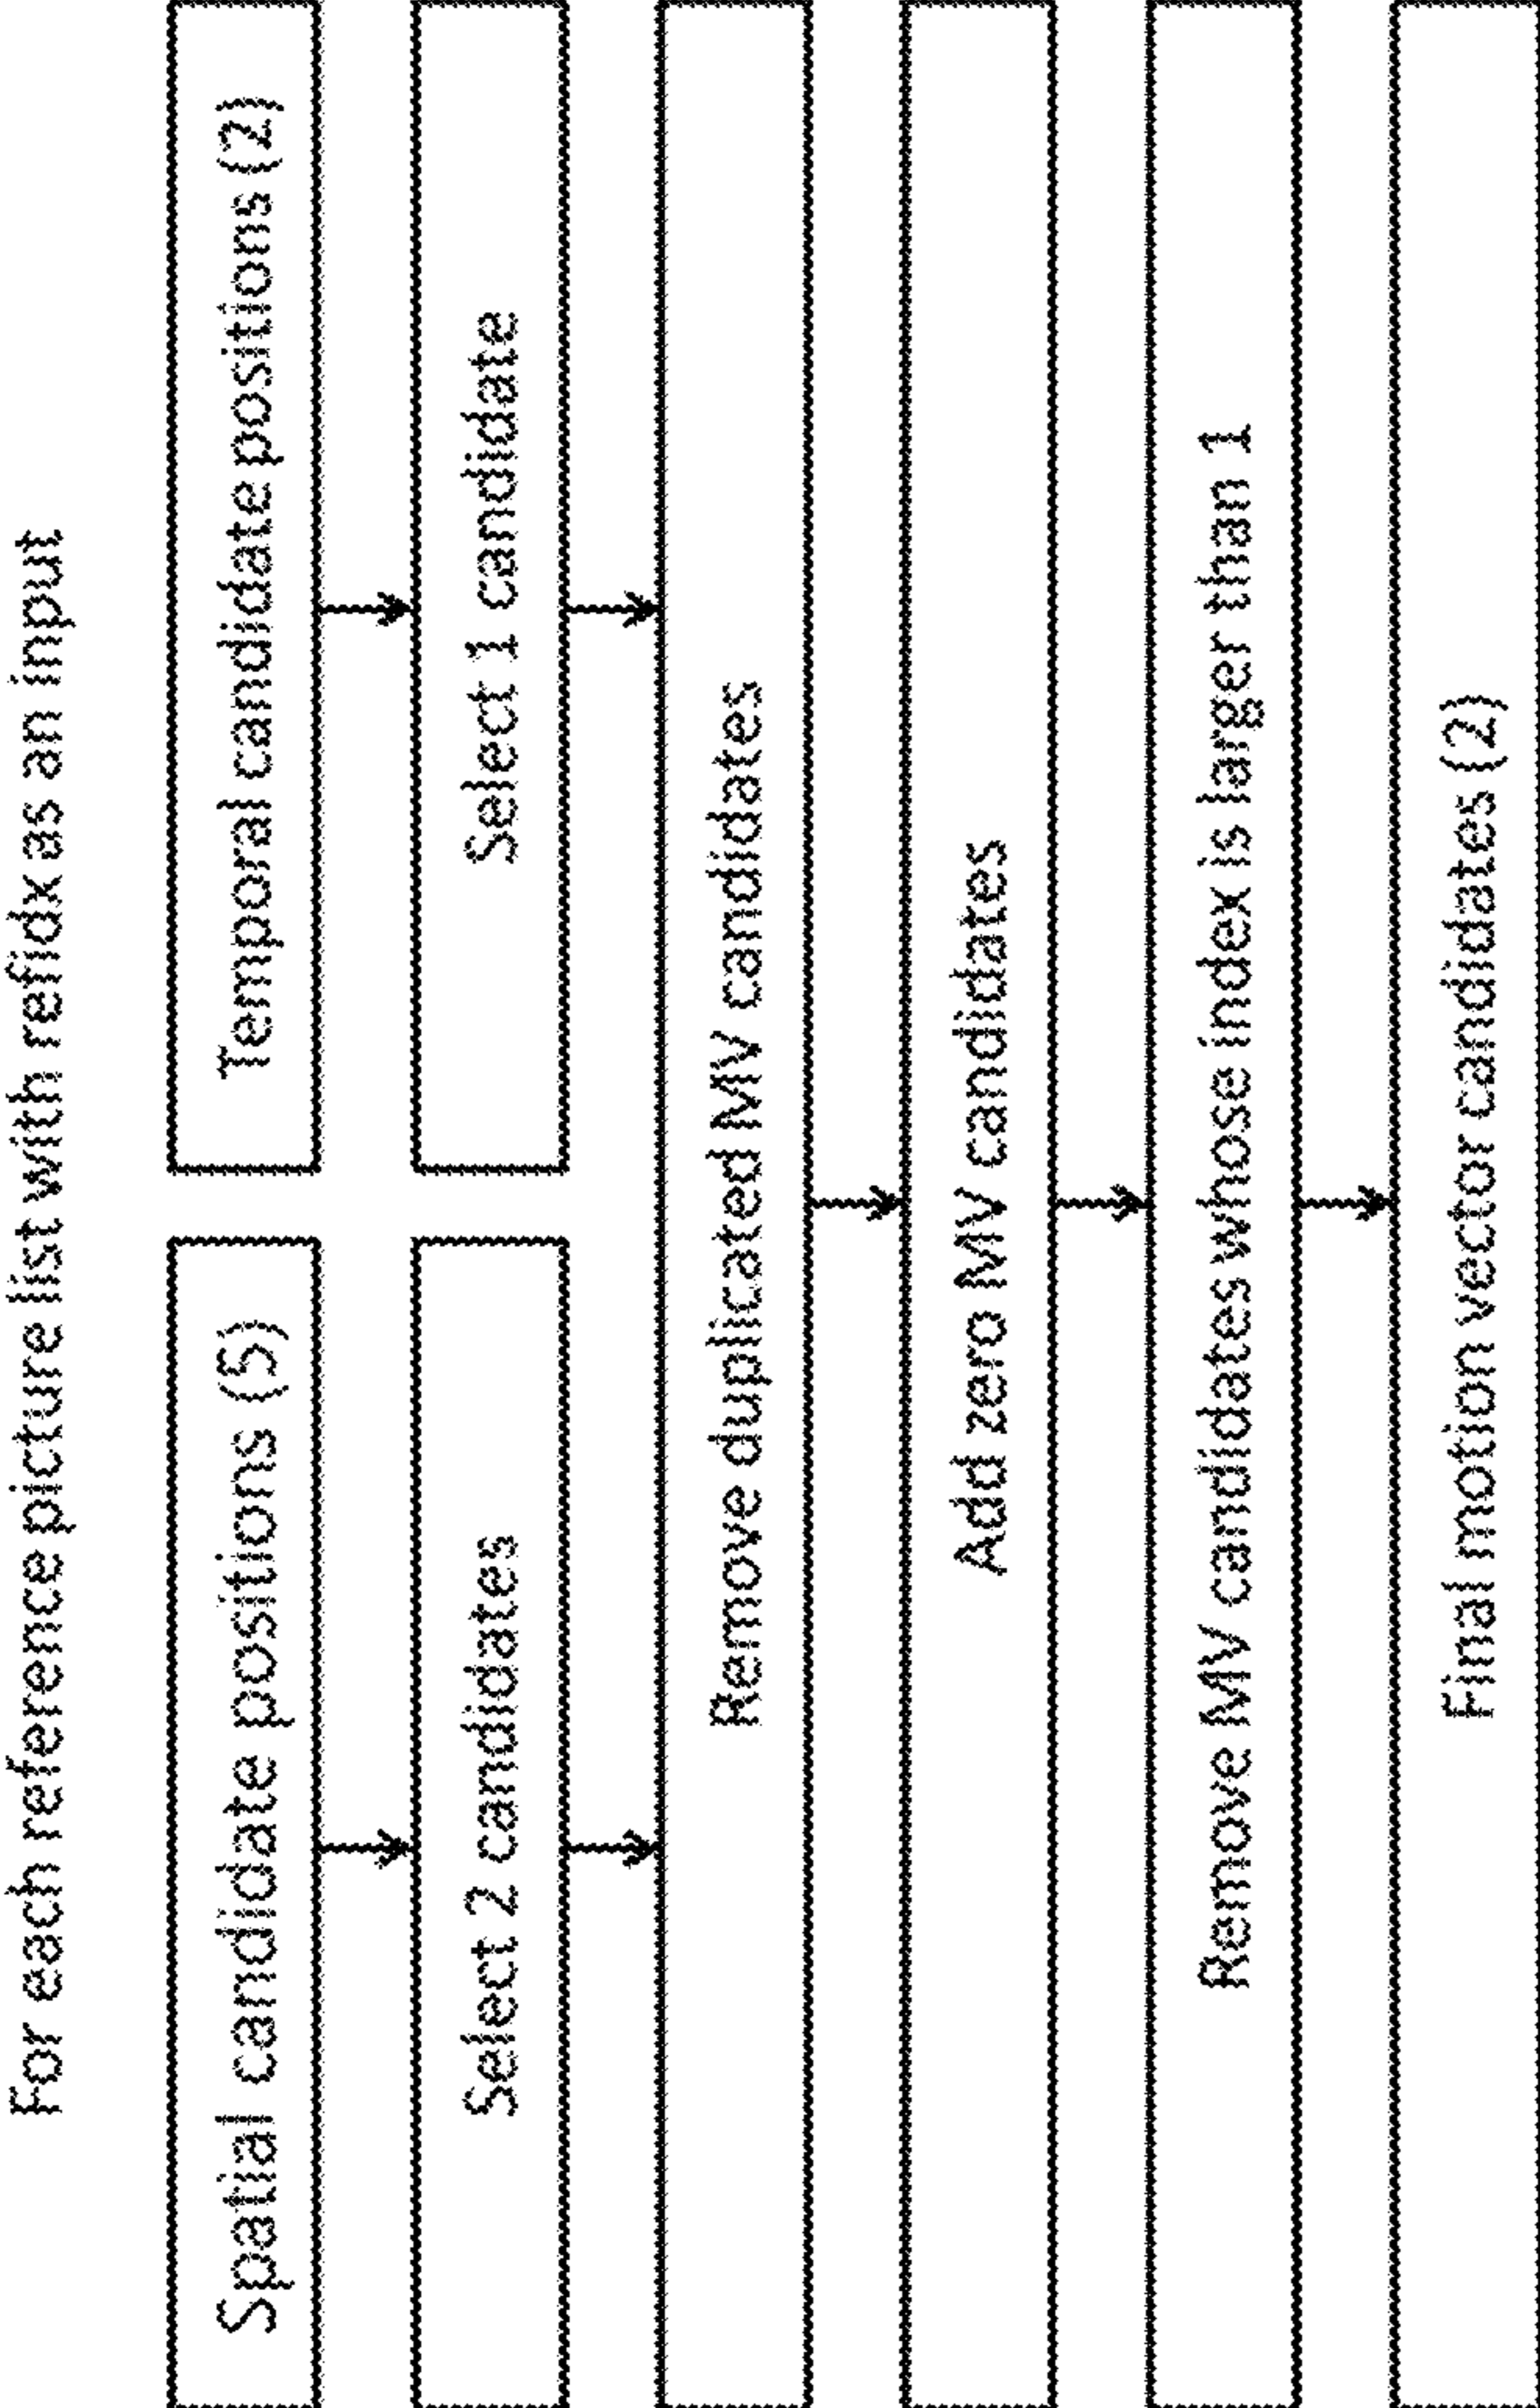 For each reference picture list with refidx as an input
Spatial candidate positions (5)
Temporal candidate positions (2)
Select 2 candidates
Select 1 candidate
Remove duplicated MV candidates
Add zero MV candidates
Remove MV candidates whose index is larger than 1
Final motion vector candidates (2)